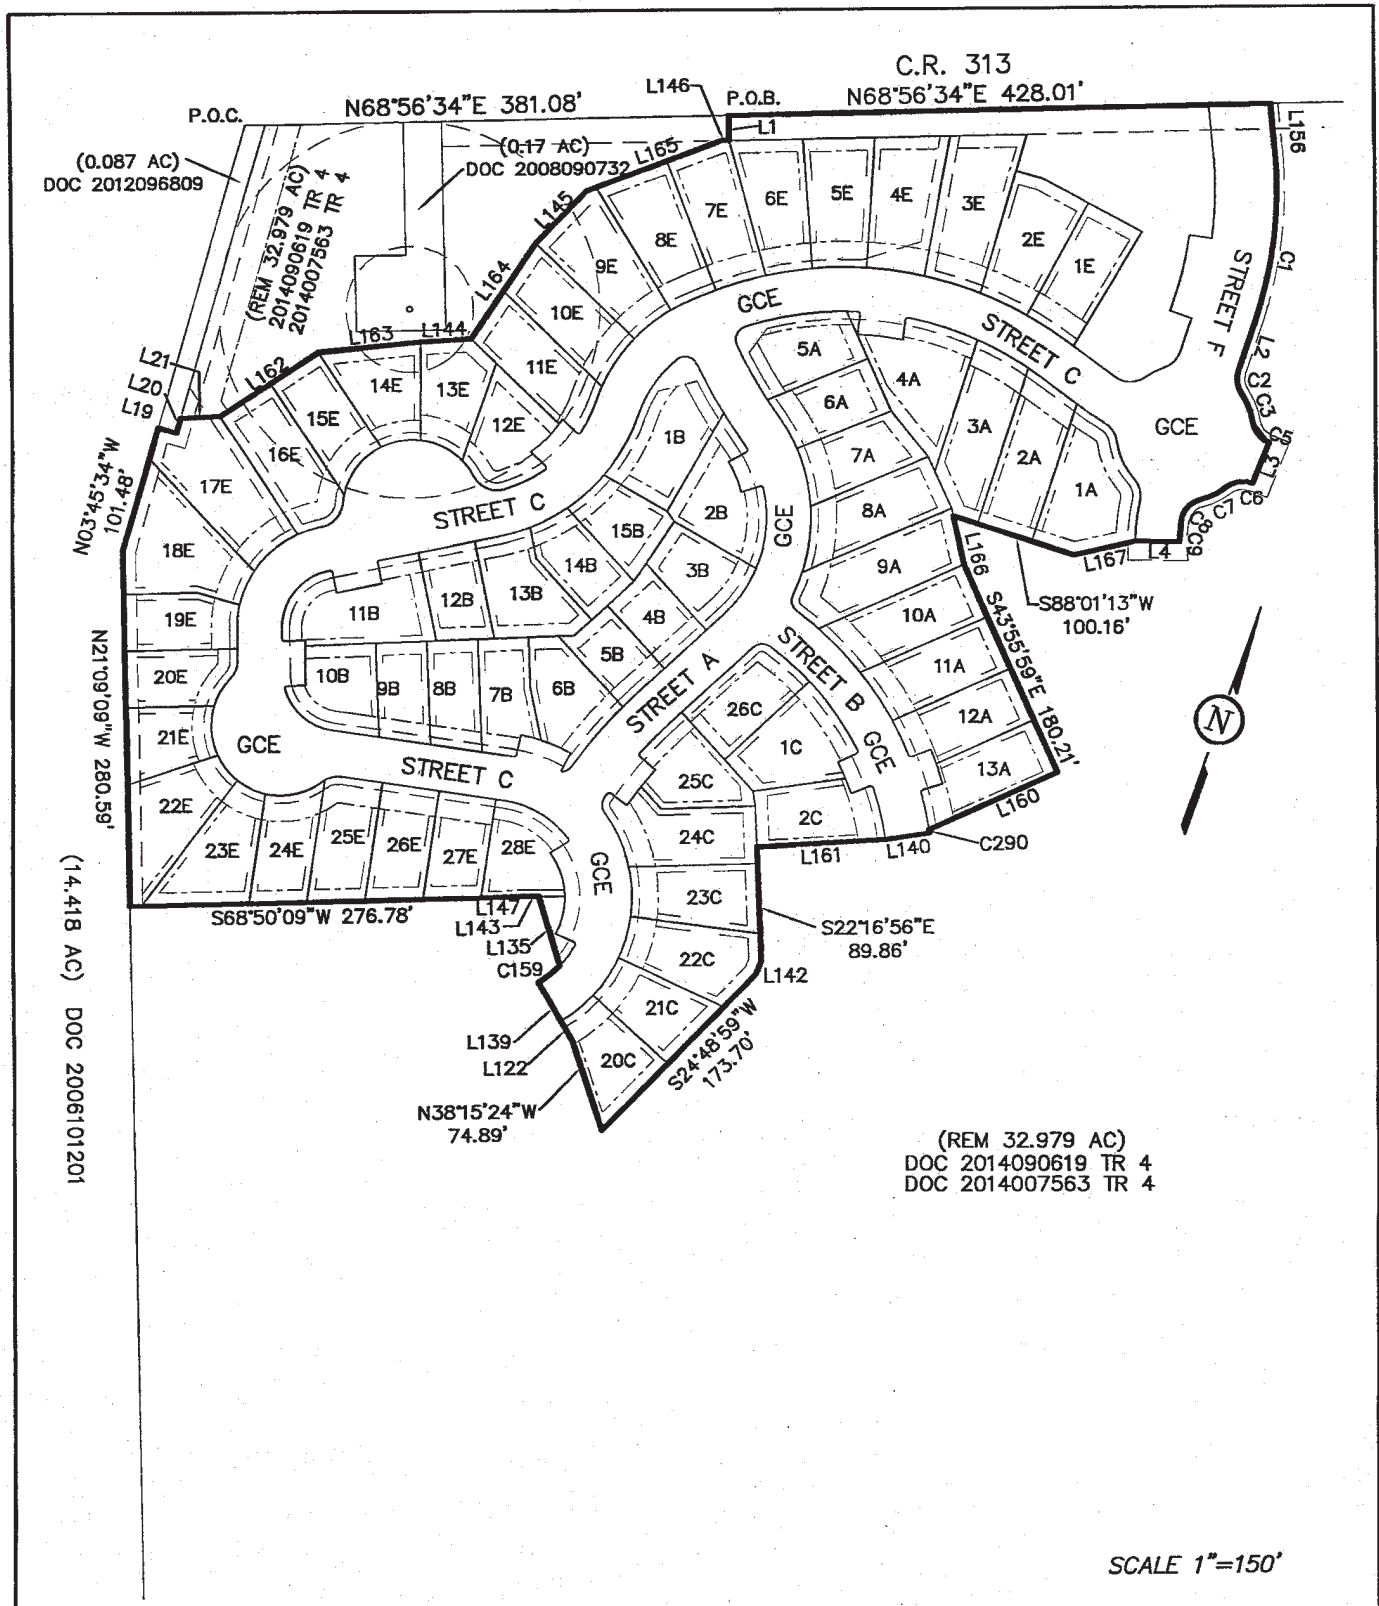 C.R. 313
L146
P.O.B.
N68°56'34"E 428.01'
N68°56'34"E 381.08'
P.O.C.
L1
L156
(0.087 AC)
DOC 2012096809
(0.17 AC)
DOC 2008090732
L165
(REM 32.979 AC)
2014090619 TR 4
2014007563 TR 4
L145
L164
L163
L144
L162
L21
L20
L19
7E
6E
5E
4E
3E
2E
1E
8E
9E
10E
11E
12E
13E
14E
15E
16E
17E
18E
19E
20E
21E
22E
23E
24E
25E
26E
27E
28E
GCE
STREET C
STREET F
C1
L2
C2
C3
C5
L3
C6
C7
C8
C9
L4
L167
GCE
5A
4A
6A
3A
7A
2A
8A
1A
9A
10A
11A
12A
13A
L166
S88°01'13"W
100.16'
S43°55'59"E 180.21'
N03°45'34"W
101.48'
STREET C
1B
2B
15B
14B
3B
13B
12B
4B
11B
5B
10B
9B
8B
7B
6B
GCE
STREET A
STREET B
GCE
N21°09'09"W 280.59'
GCE
STREET C
26C
1C
25C
2C
24C
23C
22C
21C
20C
GCE
N
L160
C290
L140
L161
S68°50'09"W 276.78'
L147
L143
L135
C159
S22°16'56"E
89.86'
L142
L139
L122
S24°48'59"W
173.70'
N38°15'24"W
74.89'
(14.418 AC) DOC 2006101201
(REM 32.979 AC)
DOC 2014090619 TR 4
DOC 2014007563 TR 4
SCALE 1"=150'